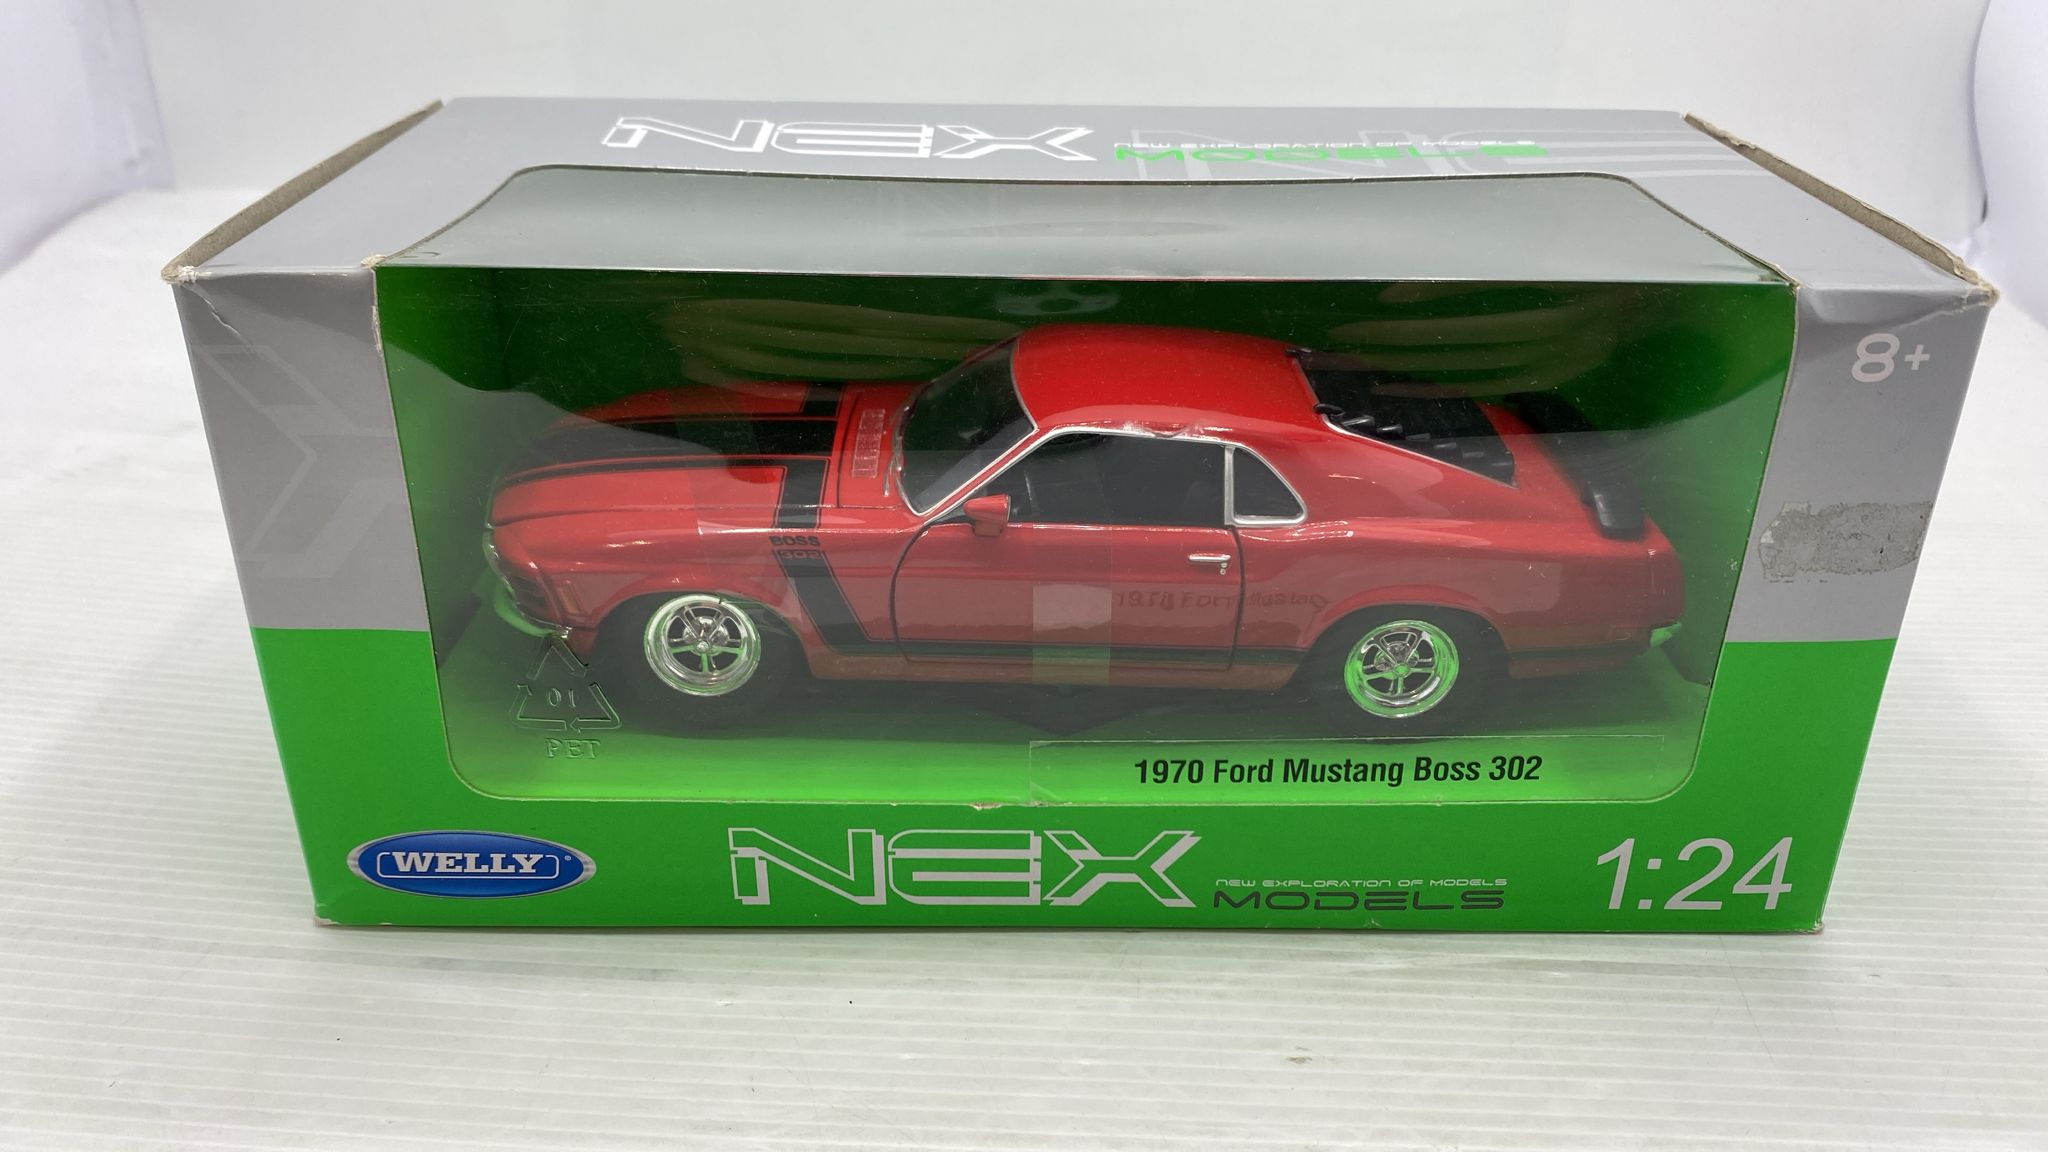 NEX
NEW EXPLORATION OF MODELS
MODELS
8+
BOSS
302
01
PET
1970 Ford Mustang Boss 302
WELLY
NEX
NEW EXPLORATION OF MODELS
MODELS
1:24